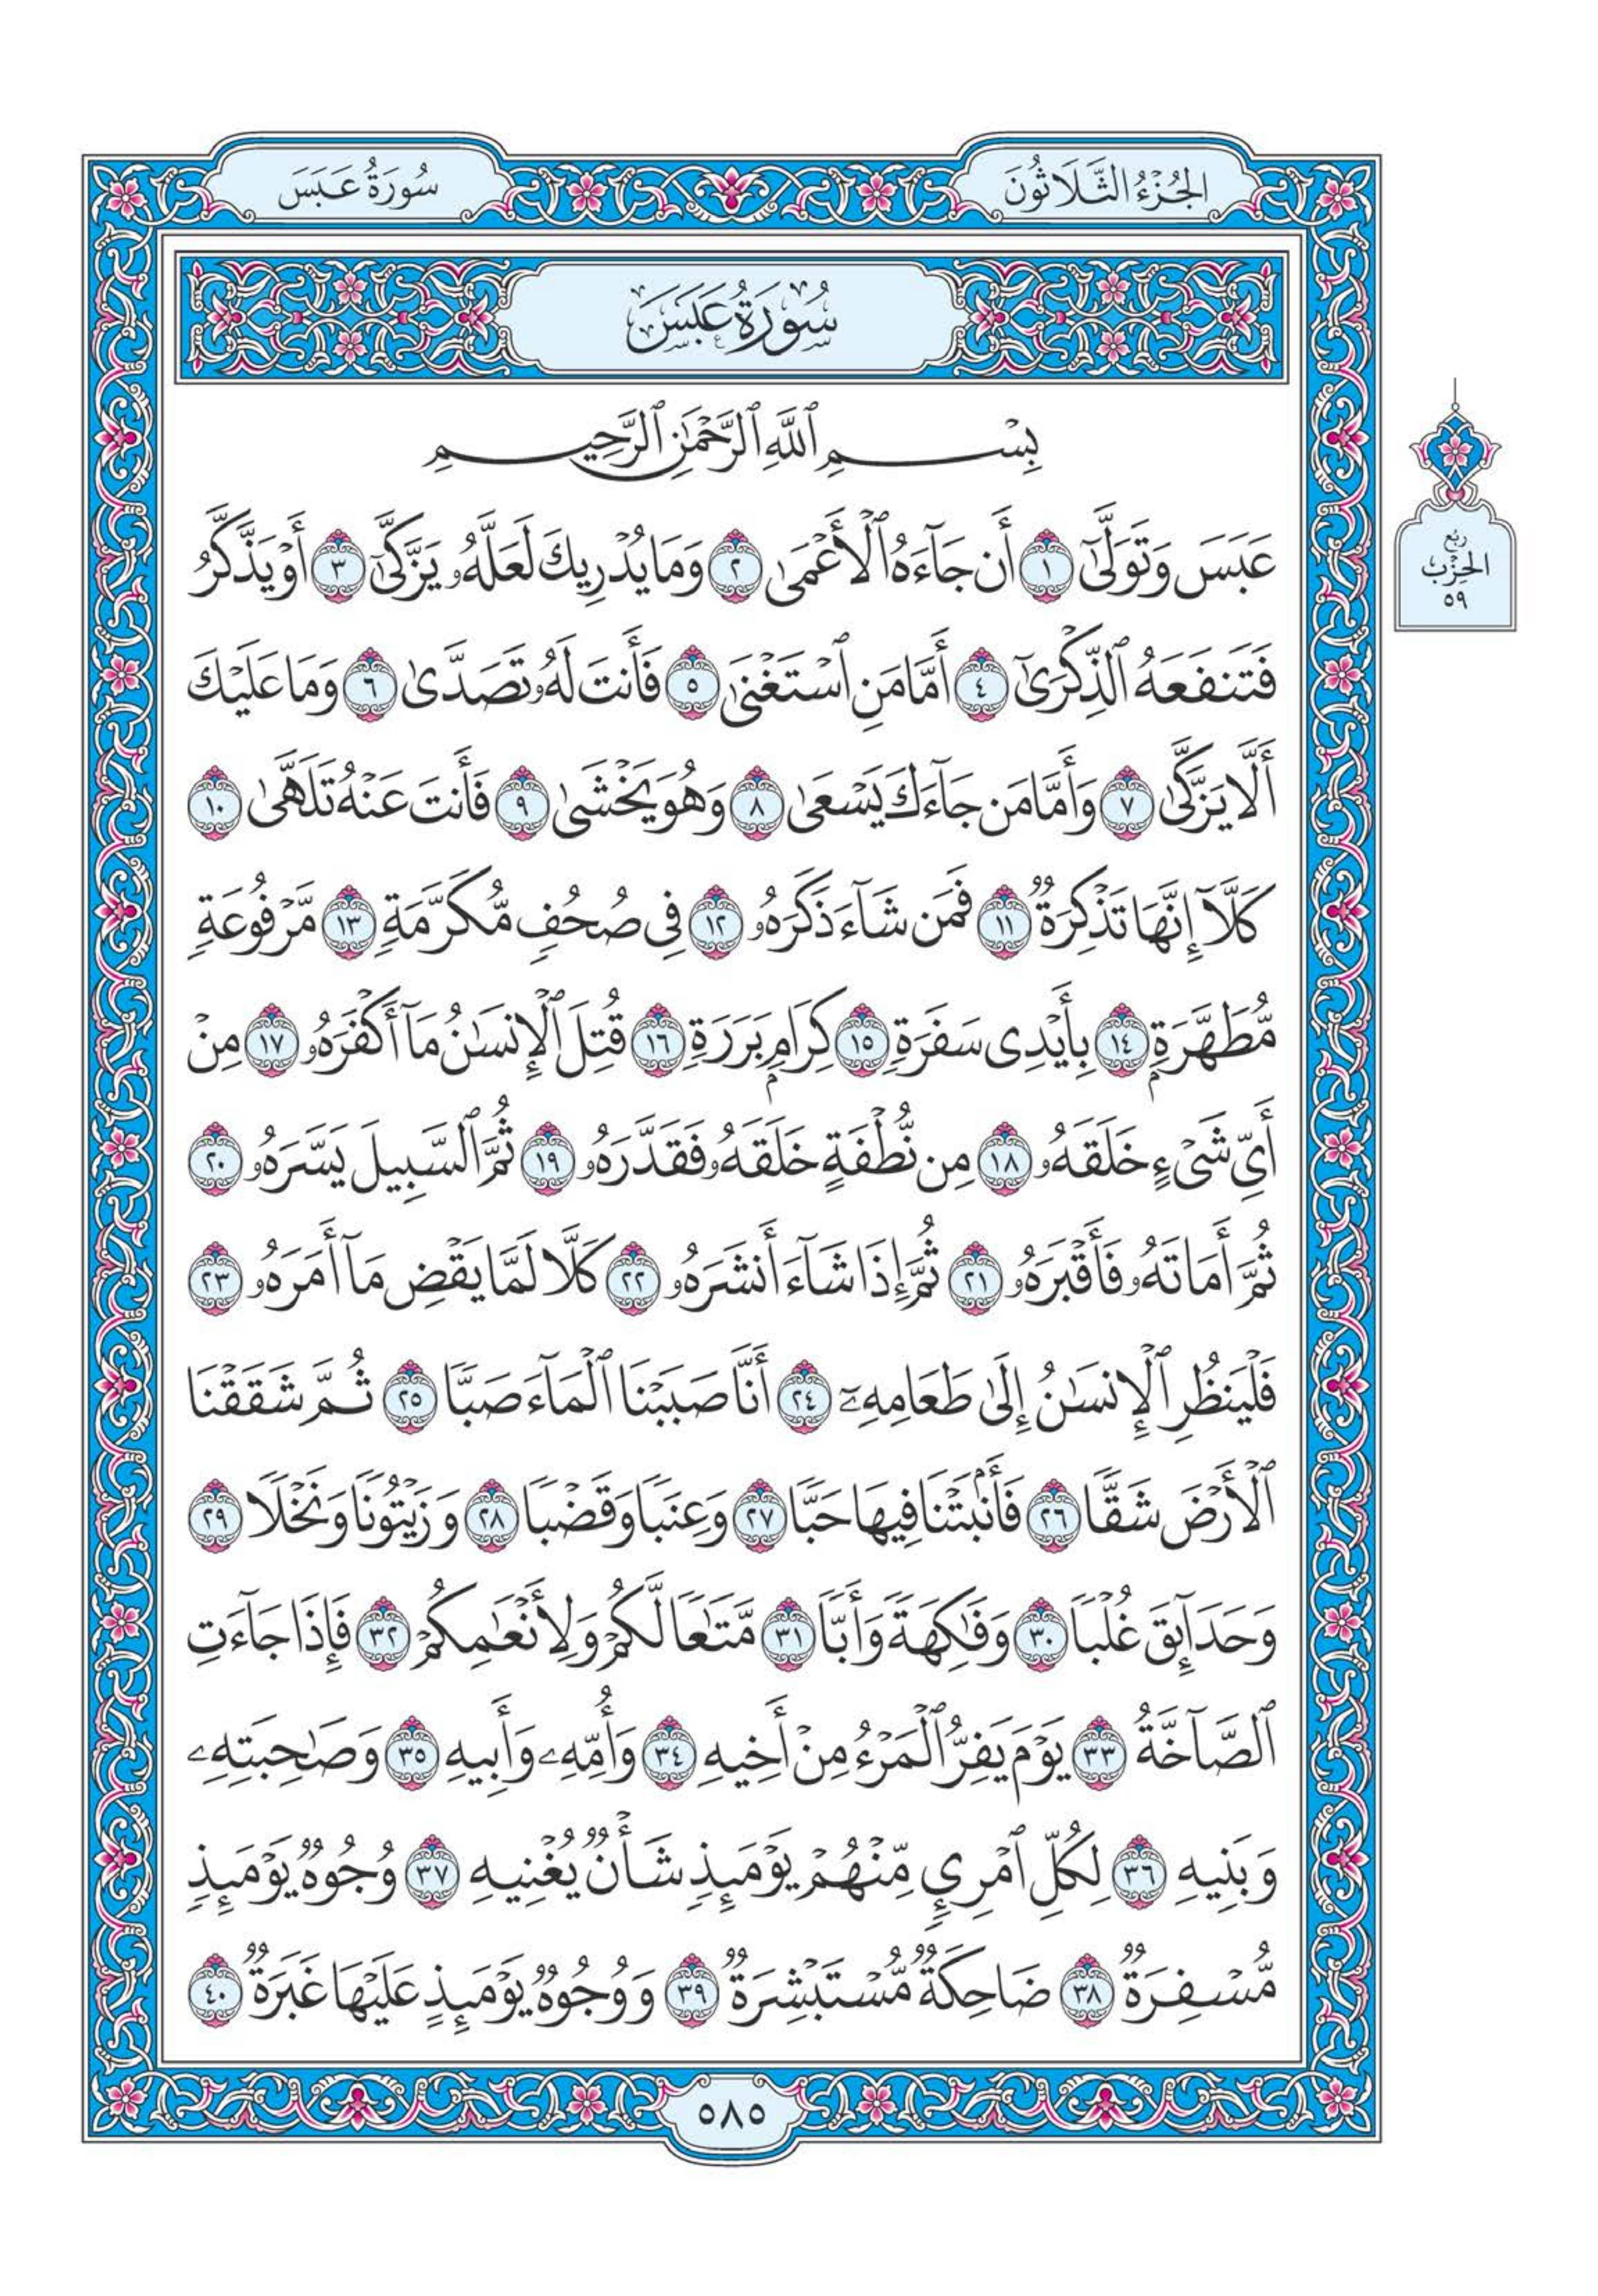 الجُزْءُ الثَّلَاثُونَ
سُورَةُ عَبَسَ
سُورَةُ عَبَسَ
بِسْمِ ٱللَّهِ ٱلرَّحْمَٰنِ ٱلرَّحِيمِ
عَبَسَ وَتَوَلَّىٰٓ ١ أَن جَآءَهُ ٱلْأَعْمَىٰ ٢ وَمَا يُدْرِيكَ لَعَلَّهُۥ يَزَّكَّىٰٓ ٣ أَوْ يَذَّكَّرُ
فَتَنفَعَهُ ٱلذِّكْرَىٰٓ ٤ أَمَّا مَنِ ٱسْتَغْنَىٰ ٥ فَأَنتَ لَهُۥ تَصَدَّىٰ ٦ وَمَا عَلَيْكَ
أَلَّا يَزَّكَّىٰ ٧ وَأَمَّا مَن جَآءَكَ يَسْعَىٰ ٨ وَهُوَ يَخْشَىٰ ٩ فَأَنتَ عَنْهُ تَلَهَّىٰ ١٠
كَلَّآ إِنَّهَا تَذْكِرَةٌ ١١ فَمَن شَآءَ ذَكَرَهُۥ ١٢ فِى صُحُفٍ مُّكَرَّمَةٍ ١٣ مَّرْفُوعَةٍ
مُّطَهَّرَةٍۭ ١٤ بِأَيْدِى سَفَرَةٍ ١٥ كِرَامٍۭ بَرَرَةٍ ١٦ قُتِلَ ٱلْإِنسَٰنُ مَآ أَكْفَرَهُۥ ١٧ مِنْ
أَىِّ شَىْءٍ خَلَقَهُۥ ١٨ مِن نُّطْفَةٍ خَلَقَهُۥ فَقَدَّرَهُۥ ١٩ ثُمَّ ٱلسَّبِيلَ يَسَّرَهُۥ ٢٠
ثُمَّ أَمَاتَهُۥ فَأَقْبَرَهُۥ ٢١ ثُمَّ إِذَا شَآءَ أَنشَرَهُۥ ٢٢ كَلَّا لَمَّا يَقْضِ مَآ أَمَرَهُۥ ٢٣
فَلْيَنظُرِ ٱلْإِنسَٰنُ إِلَىٰ طَعَامِهِۦٓ ٢٤ أَنَّا صَبَبْنَا ٱلْمَآءَ صَبًّا ٢٥ ثُمَّ شَقَقْنَا
ٱلْأَرْضَ شَقًّا ٢٦ فَأَنۢبَتْنَا فِيهَا حَبًّا ٢٧ وَعِنَبًا وَقَضْبًا ٢٨ وَزَيْتُونًا وَنَخْلًا ٢٩
وَحَدَآئِقَ غُلْبًا ٣٠ وَفَٰكِهَةً وَأَبًّا ٣١ مَّتَٰعًا لَّكُمْ وَلِأَنْعَٰمِكُمْ ٣٢ فَإِذَا جَآءَتِ
ٱلصَّآخَّةُ ٣٣ يَوْمَ يَفِرُّ ٱلْمَرْءُ مِنْ أَخِيهِ ٣٤ وَأُمِّهِۦ وَأَبِيهِ ٣٥ وَصَٰحِبَتِهِۦ
وَبَنِيهِ ٣٦ لِكُلِّ ٱمْرِئٍ مِّنْهُمْ يَوْمَئِذٍ شَأْنٌ يُغْنِيهِ ٣٧ وُجُوهٌ يَوْمَئِذٍ
مُّسْفِرَةٌ ٣٨ ضَاحِكَةٌ مُّسْتَبْشِرَةٌ ٣٩ وَوُجُوهٌ يَوْمَئِذٍ عَلَيْهَا غَبَرَةٌ ٤٠
٥٨٥
رُبْعُ
الحِزْبِ
٥٩